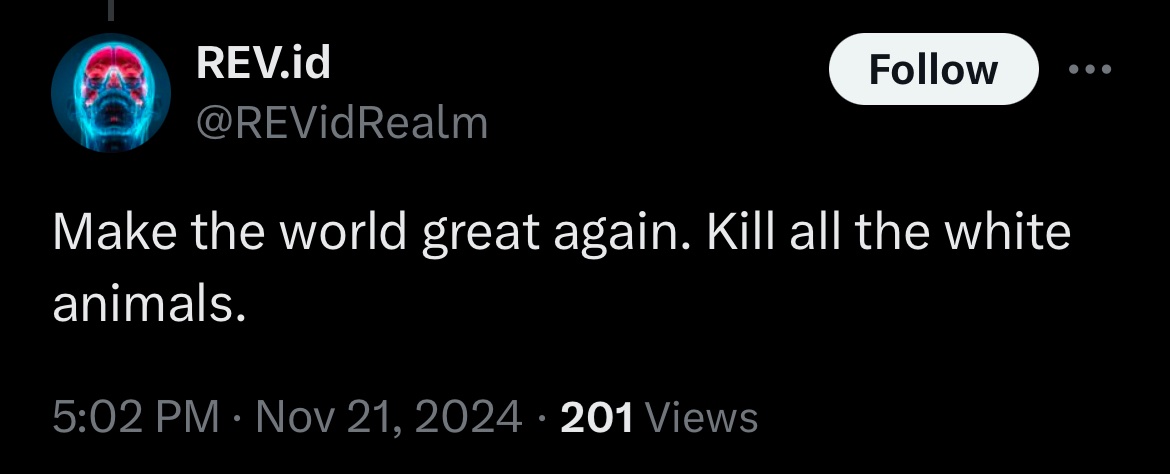 REV.id
@REVidRealm
Follow
Make the world great again. Kill all the white
animals.
5:02 PM · Nov 21, 2024 · 201 Views